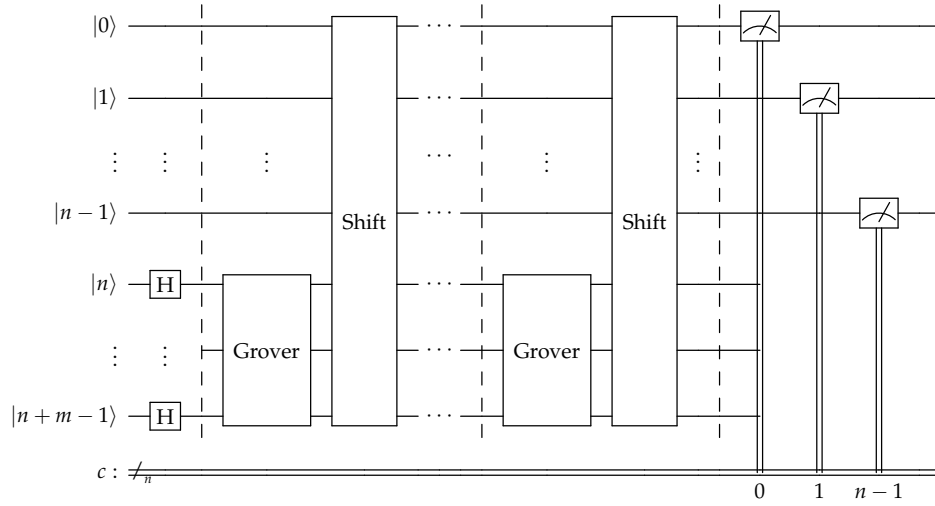 |0⟩ ⋯ ⋯
|1⟩ ⋯ ⋯
⋮ ⋮ ⋮ ⋯ ⋮ ⋮
|n − 1⟩ Shift ⋯ Shift ⋯
|n⟩ H ⋯ ⋯
⋮ ⋮ Grover ⋯ Grover ⋯
|n + m − 1⟩ H ⋯ ⋯
c : n
0 1 n − 1